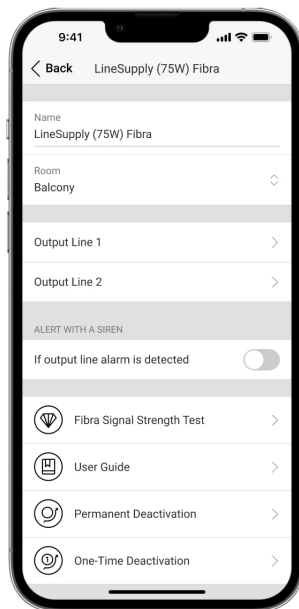 9:41
Back LineSupply (75W) Fibra
Name
LineSupply (75W) Fibra
Room
Balcony
Output Line 1
Output Line 2
ALERT WITH A SIREN
If output line alarm is detected
Fibra Signal Strength Test
User Guide
Permanent Deactivation
1
One-Time Deactivation